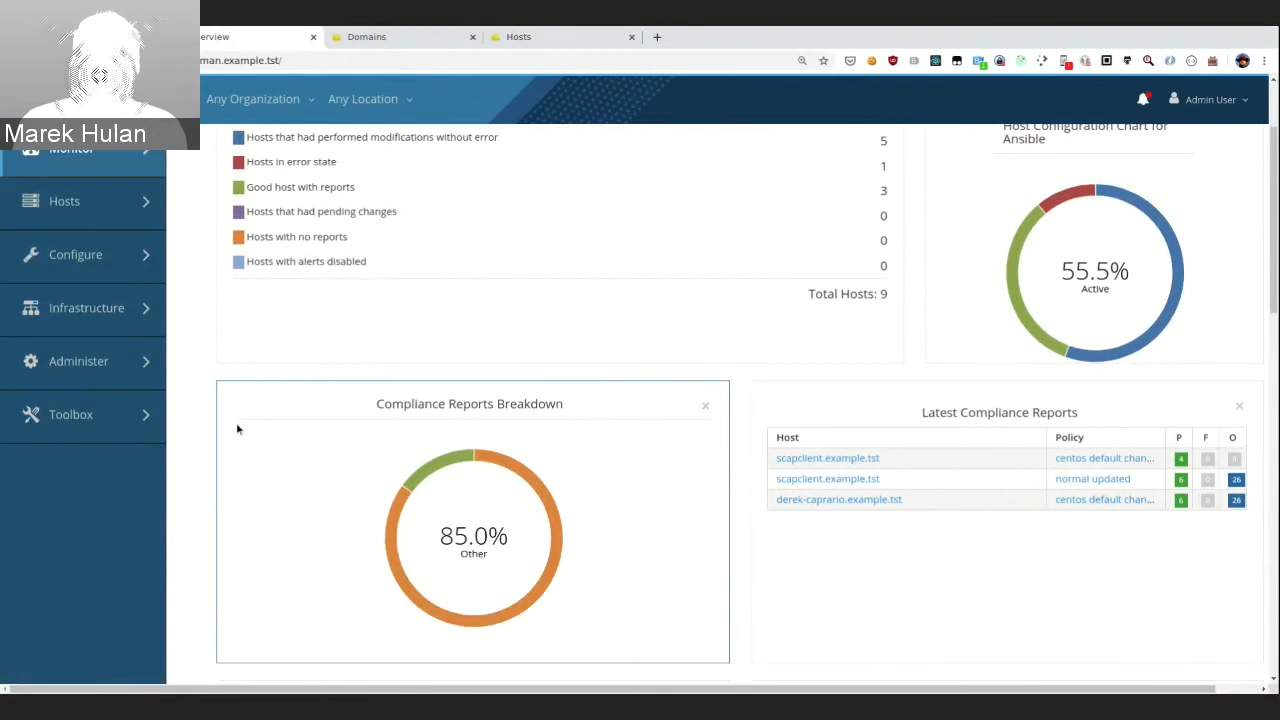 erview
Domains
Hosts
man.example.tst/
Any Organization
Any Location
Admin User
Marek Hulan
Monitor
Hosts
Configure
Infrastructure
Administer
Toolbox
Hosts that had performed modifications without error 5
Hosts in error state 1
Good host with reports 3
Hosts that had pending changes 0
Hosts with no reports 0
Hosts with alerts disabled 0
Total Hosts: 9
Host Configuration Chart for
Ansible
55.5%
Active
Compliance Reports Breakdown
85.0%
Other
Latest Compliance Reports
Host Policy P F O
scapclient.example.tst centos default chan... 4 0 0
scapclient.example.tst normal updated 6 0 26
derek-caprario.example.tst centos default chan... 6 0 26